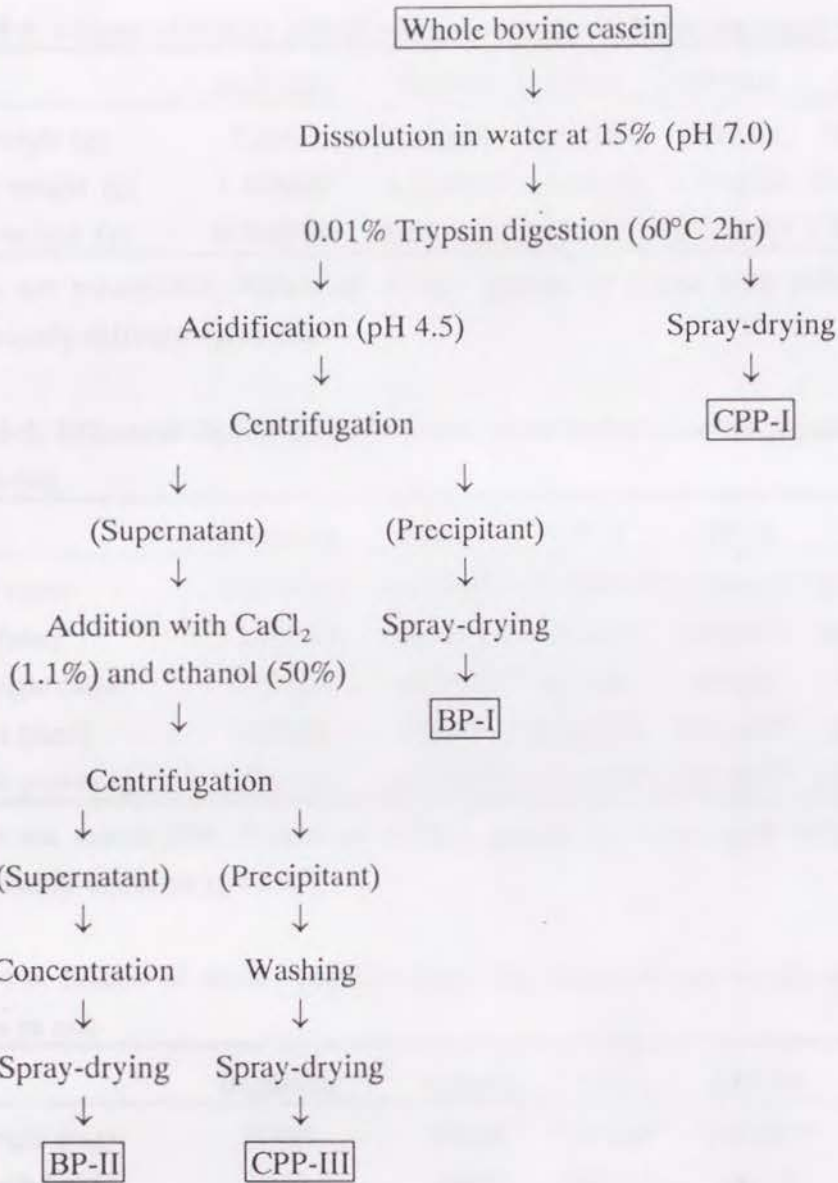 Whole bovine casein
↓
Dissolution in water at 15% (pH 7.0)
↓
0.01% Trypsin digestion (60°C 2hr)
↓ ↓
Acidification (pH 4.5) Spray-drying
↓ ↓
Centrifugation CPP-I
↓ ↓
(Supernatant) (Precipitant)
↓ ↓
Addition with CaCl₂ Spray-drying
(1.1%) and ethanol (50%) ↓
↓ BP-I
Centrifugation
↓ ↓
(Supernatant) (Precipitant)
↓ ↓
Concentration Washing
↓ ↓
Spray-drying Spray-drying
↓ ↓
BP-II CPP-III